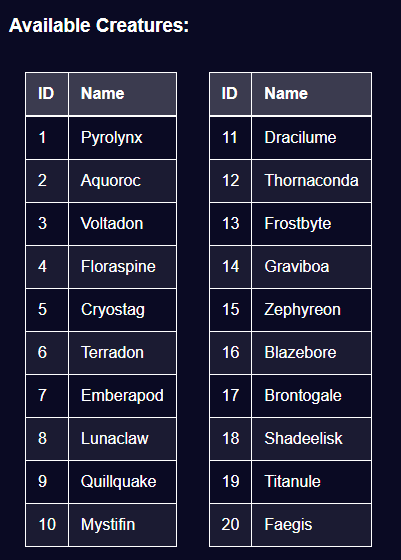 Available Creatures:
ID Name
1 Pyrolynx
2 Aquoroc
3 Voltadon
4 Floraspine
5 Cryostag
6 Terradon
7 Emberapod
8 Lunaclaw
9 Quillquake
10 Mystifin
ID Name
11 Dracilume
12 Thornaconda
13 Frostbyte
14 Graviboa
15 Zephyreon
16 Blazebore
17 Brontogale
18 Shadeelisk
19 Titanule
20 Faegis